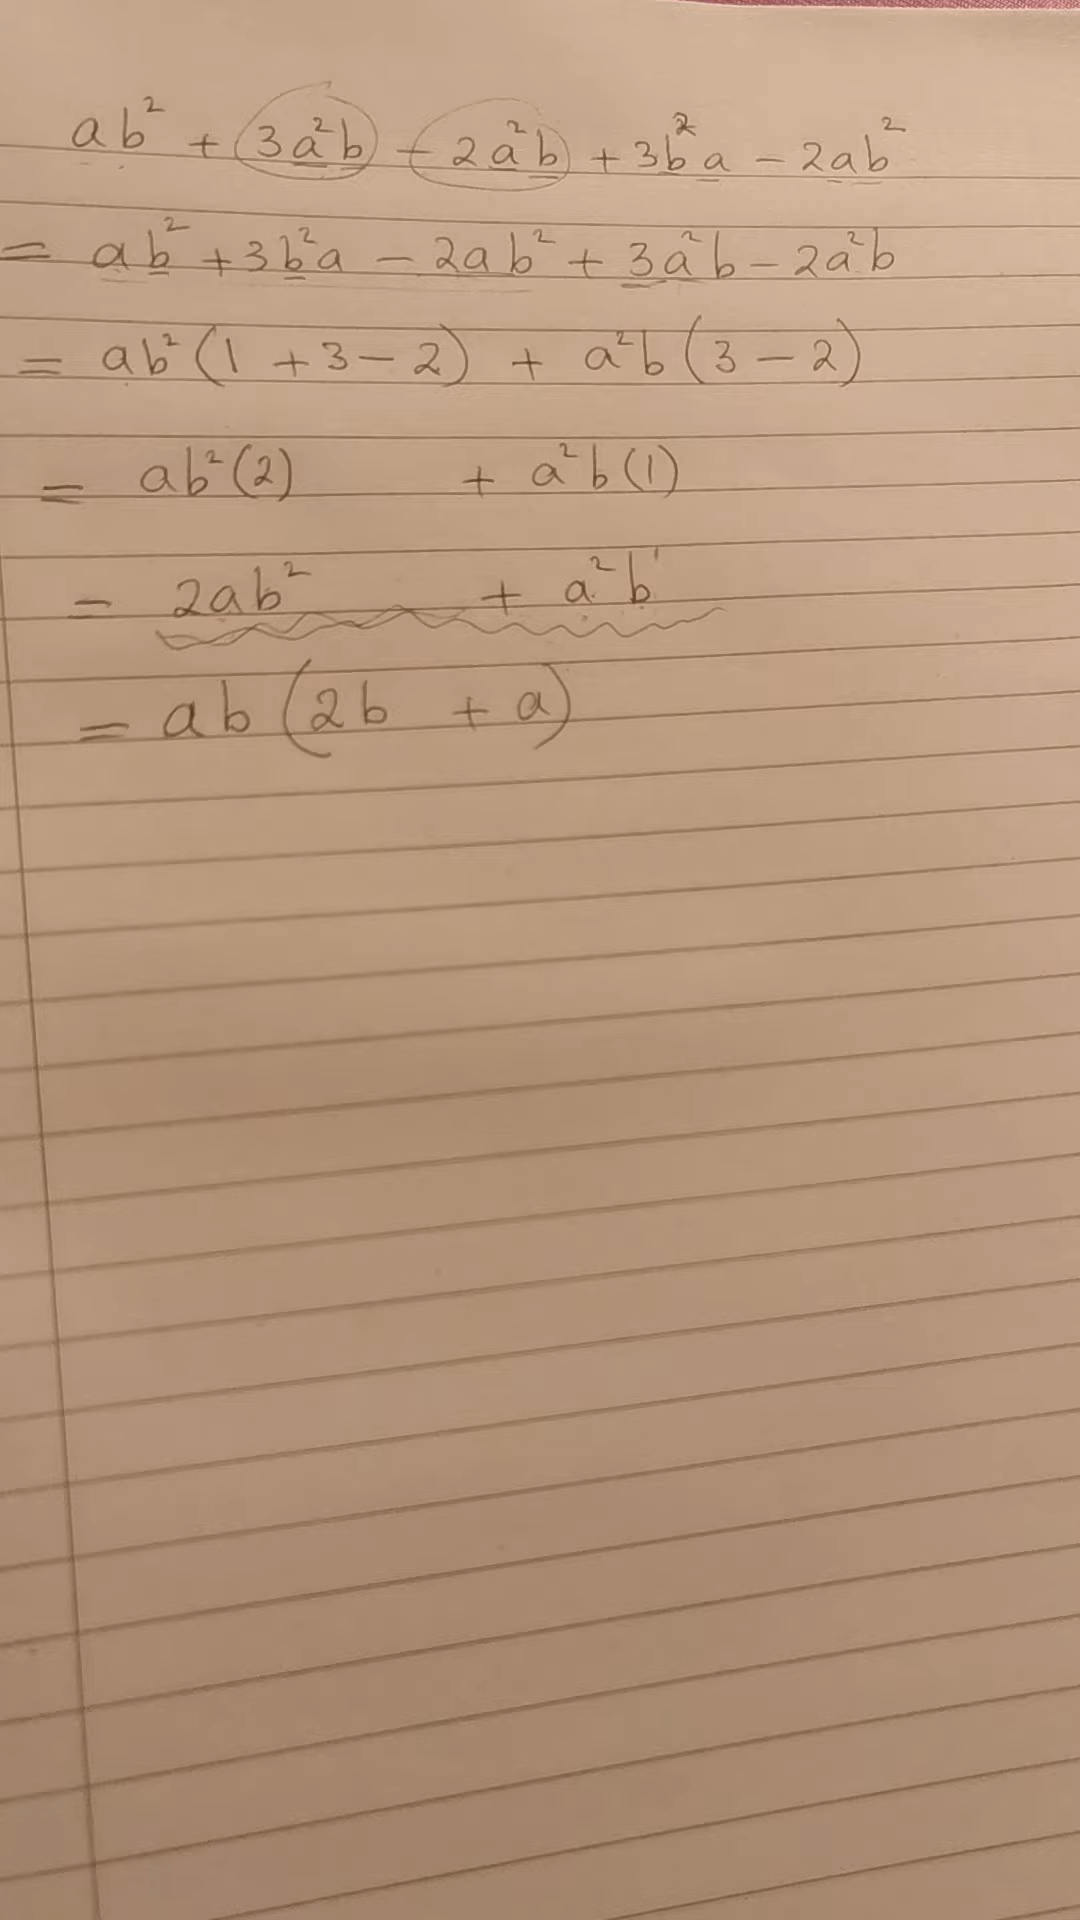 ab² + 3a²b - 2a²b + 3b²a - 2ab²
= ab² + 3b²a - 2ab² + 3a²b - 2a²b
= ab² (1 + 3 - 2) + a²b (3 - 2)
= ab² (2) + a²b (1)
= 2ab² + a²b
= ab (2b + a)